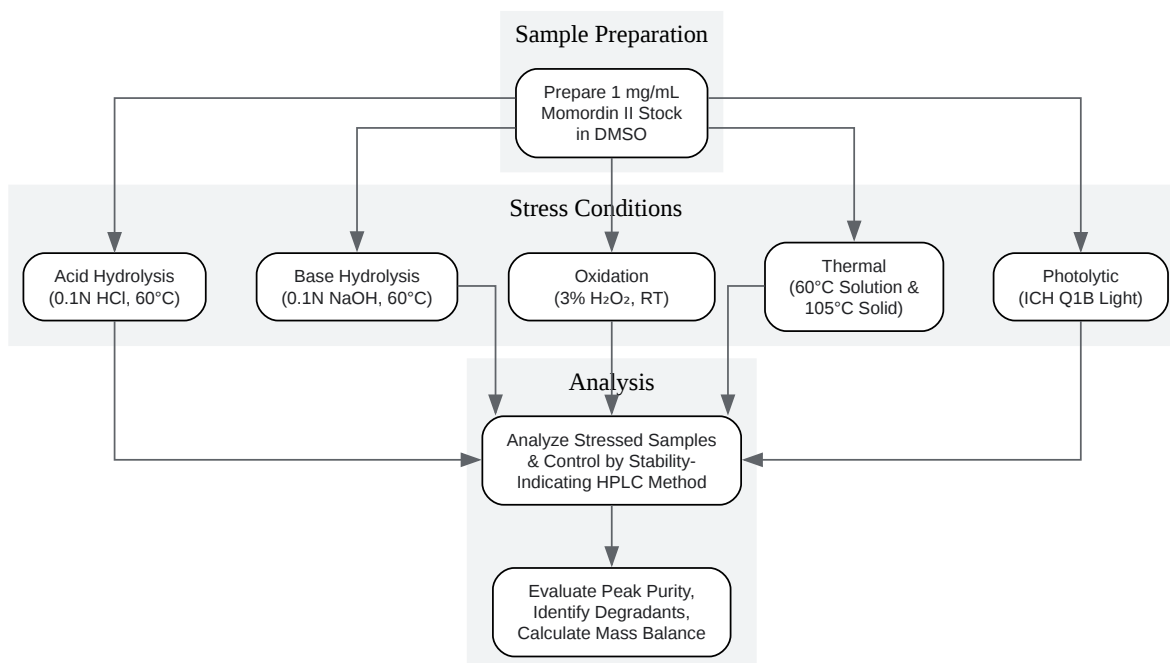 Sample Preparation
Prepare 1 mg/mL
Momordin II Stock
in DMSO
Stress Conditions
Acid Hydrolysis
(0.1N HCl, 60°C)
Base Hydrolysis
(0.1N NaOH, 60°C)
Oxidation
(3% H₂O₂, RT)
Thermal
(60°C Solution &
105°C Solid)
Photolytic
(ICH Q1B Light)
Analysis
Analyze Stressed Samples
& Control by Stability-
Indicating HPLC Method
Evaluate Peak Purity,
Identify Degradants,
Calculate Mass Balance